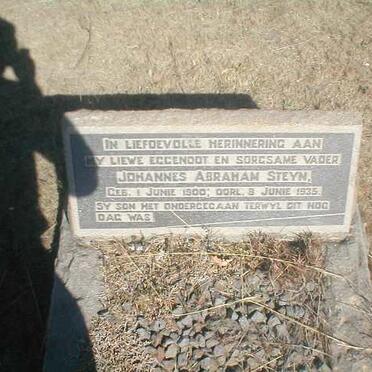 IN LIEFDEVOLLE HERINNERING AAN
MY LIEWE EGGENOOT EN SORGSAME VADER
JOHANNES ABRAHAM STEYN.
GEB. 1 JUNIE 1900; OORL. 9 JUNIE 1935.
SY SON HET ONDERGEGAAN TERWYL DIT NOG
DAG WAS